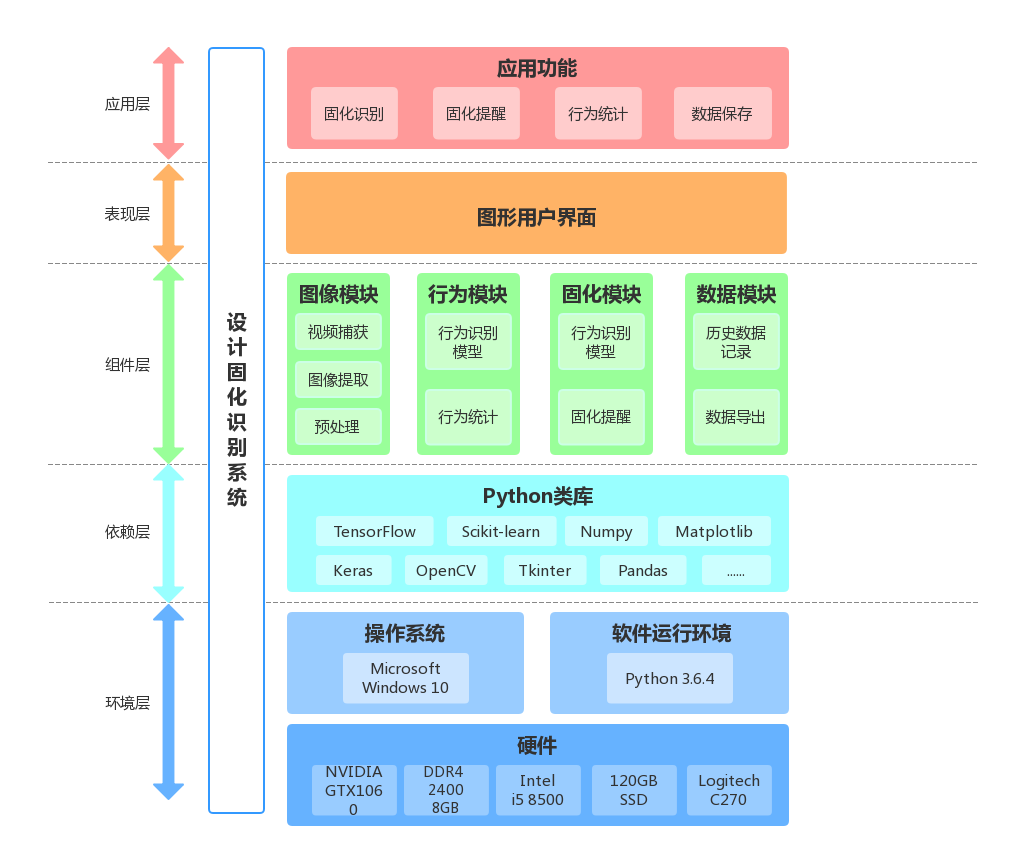 应用层
应用功能
固化识别
固化提醒
行为统计
数据保存
表现层
图形用户界面
设
计
固
化
识
别
系
统
组件层
图像模块
视频捕获
图像提取
预处理
行为模块
行为识别
模型
行为统计
固化模块
行为识别
模型
固化提醒
数据模块
历史数据
记录
数据导出
依赖层
Python类库
TensorFlow
Scikit-learn
Numpy
Matplotlib
Keras
OpenCV
Tkinter
Pandas
......
环境层
操作系统
Microsoft
Windows 10
软件运行环境
Python 3.6.4
硬件
NVIDIA
GTX106
0
DDR4
2400
8GB
Intel
i5 8500
120GB
SSD
Logitech
C270